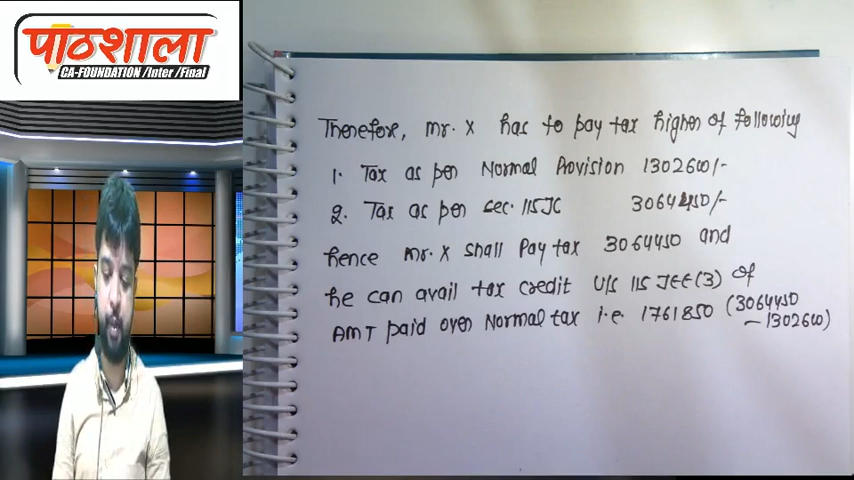 पाठशाला
CA-FOUNDATION /Inter /Final
Therefore, mr. X has to pay tax higher of following
1. Tax as per Normal Provision 1302600/-
2. Tax as per sec. 115JC 3064450/-
hence mr. X shall Pay tax 3064450 and
he can avail tax credit U/s 115 JEE(3) of
AMT paid over Normal tax i.e. 1761850 (3064450
- 1302600)